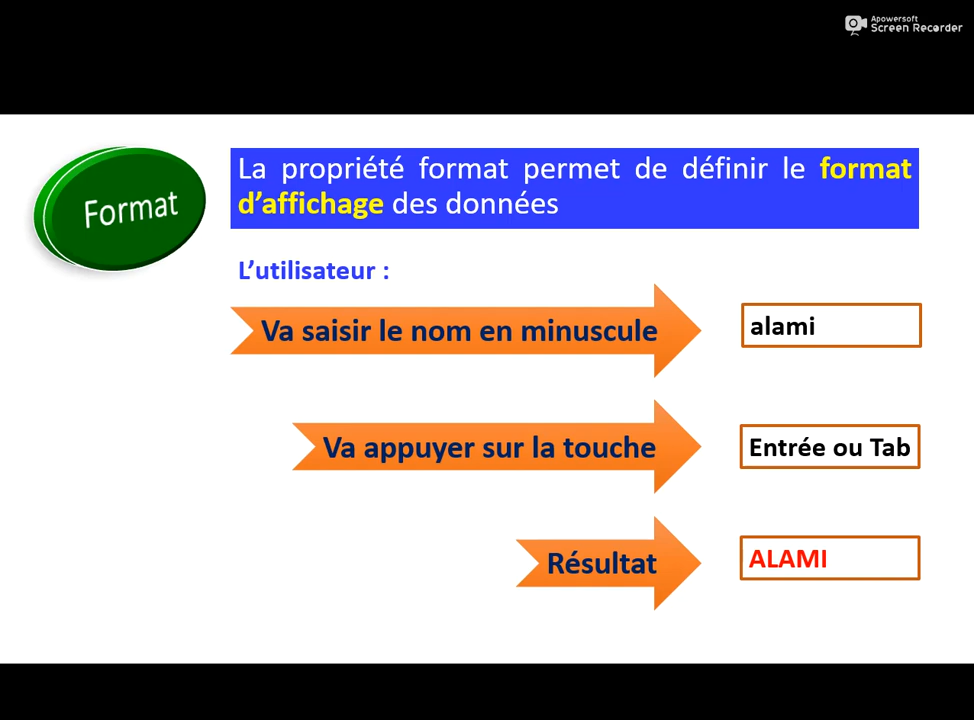 Apowersoft
Screen Recorder
Format
La propriété format permet de définir le format
d’affichage des données
L’utilisateur :
Va saisir le nom en minuscule
alami
Va appuyer sur la touche
Entrée ou Tab
Résultat
ALAMI